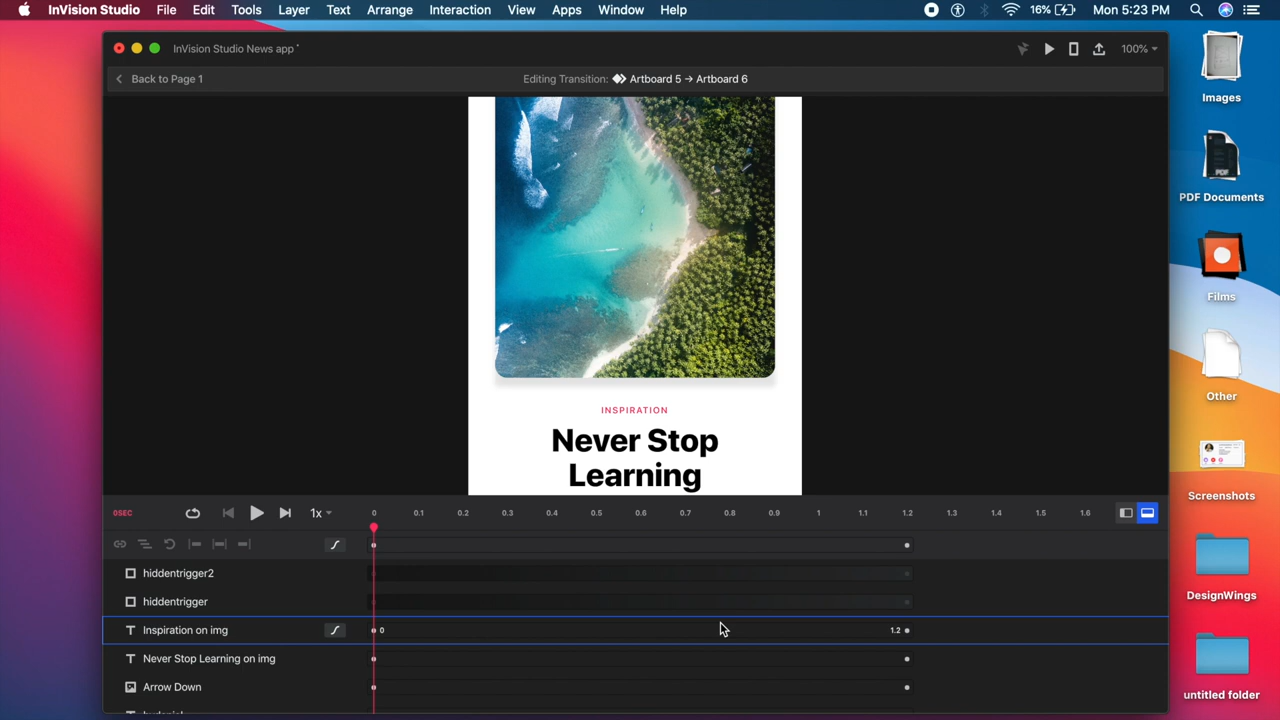 InVision Studio File Edit Tools Layer Text Arrange Interaction View Apps Window Help 16% Mon 5:23 PM
InVision Studio News app 100%
Back to Page 1 Editing Transition: Artboard 5 → Artboard 6
INSPIRATION
Never Stop
Learning
0SEC 1x 0 0.1 0.2 0.3 0.4 0.5 0.6 0.7 0.8 0.9 1 1.1 1.2 1.3 1.4 1.5 1.6
hiddentrigger2
hiddentrigger
Inspiration on img 0 1.2
Never Stop Learning on img
Arrow Down
Images
PDF
PDF Documents
Films
Other
Screenshots
DesignWings
untitled folder